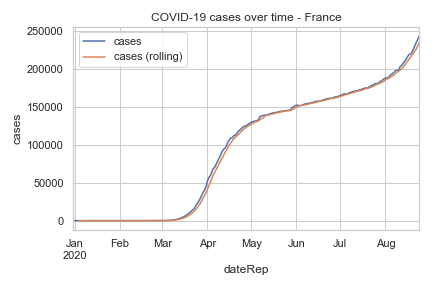 COVID-19 cases over time - France
cases
cases (rolling)
250000
200000
150000
100000
50000
0
cases
Jan Feb Mar Apr May Jun Jul Aug
2020
dateRep